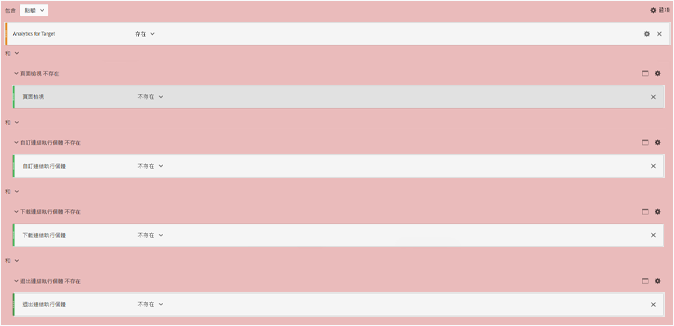 包含 點擊 選項
Analytics for Target 存在
和
頁面檢視 不存在
頁面檢視 不存在
和
自訂連結執行個體 不存在
自訂連結執行個體 不存在
和
下載連結執行個體 不存在
下載連結執行個體 不存在
和
退出連結執行個體 不存在
退出連結執行個體 不存在